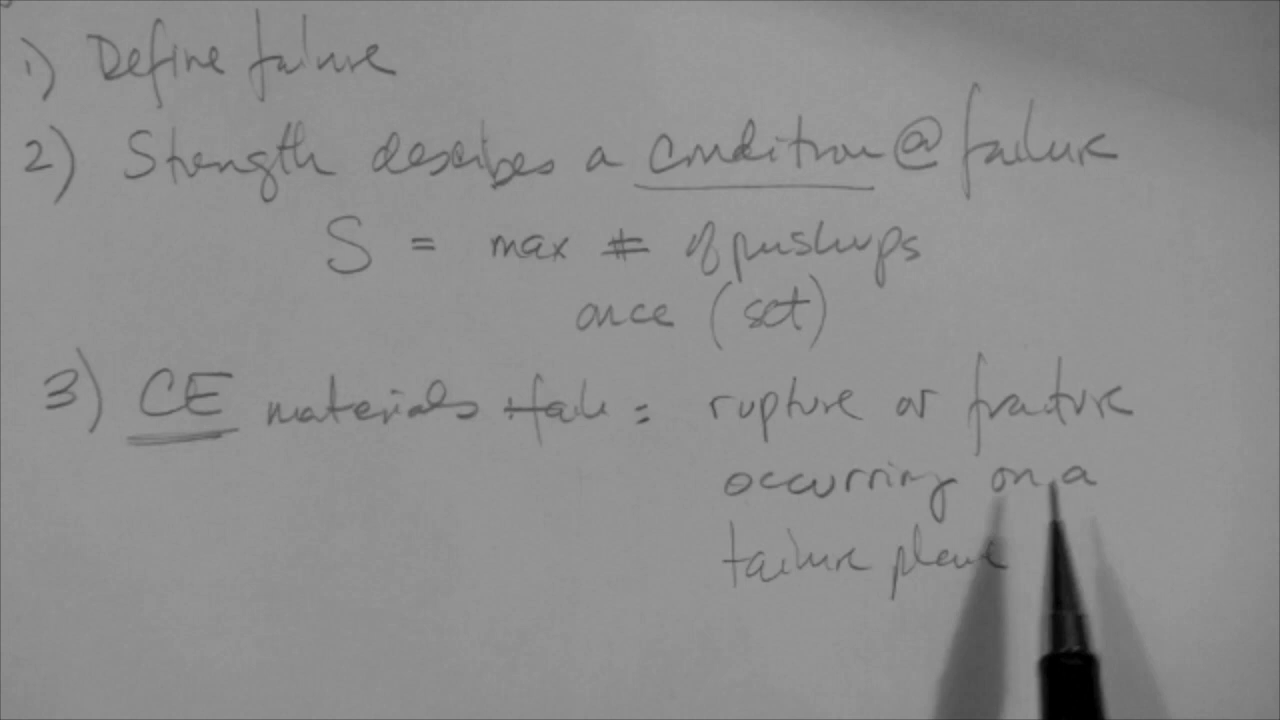 1) Define failure
2) Strength describes a condition @ failure
S = max # of pushups
once (set)
3) CE materials fail : rupture or fracture
occurring on a
failure plane